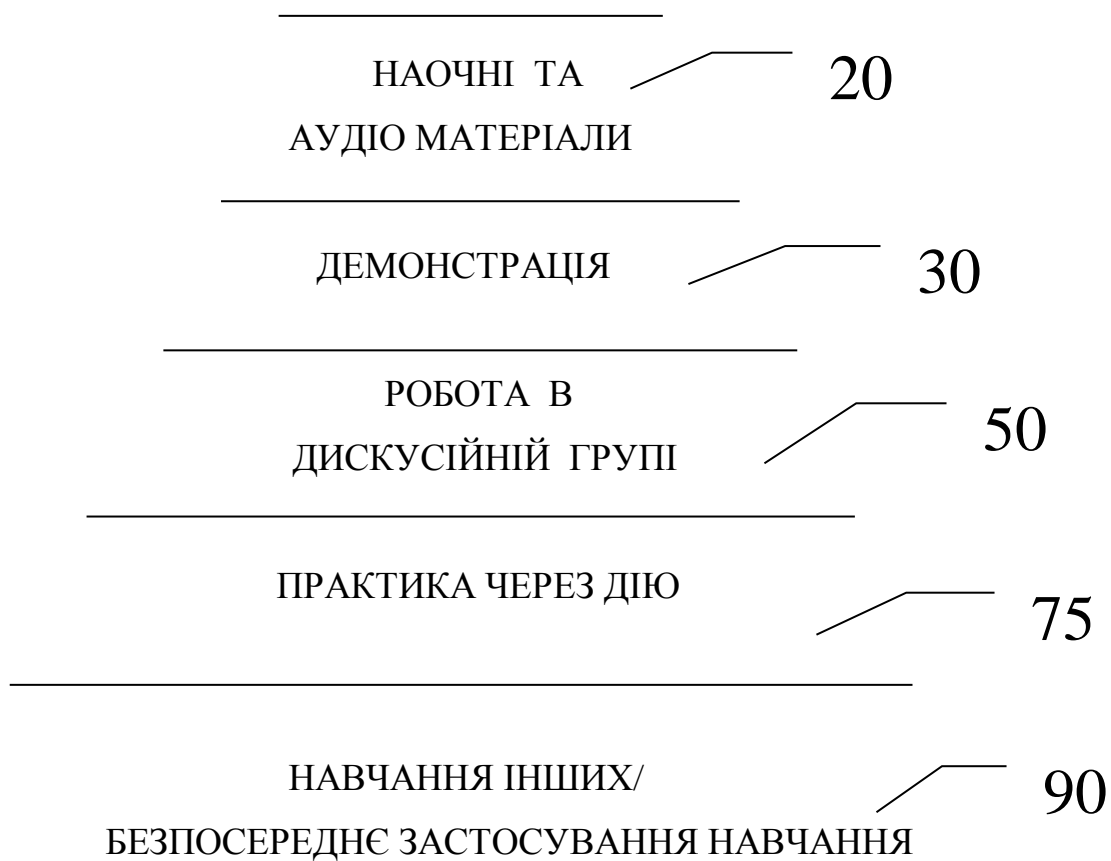 НАОЧНІ ТА 20
АУДІО МАТЕРІАЛИ
ДЕМОНСТРАЦІЯ 30
РОБОТА В
ДИСКУСІЙНІЙ ГРУПІ 50
ПРАКТИКА ЧЕРЕЗ ДІЮ 75
НАВЧАННЯ ІНШИХ/ 90
БЕЗПОСЕРЕДНЄ ЗАСТОСУВАННЯ НАВЧАННЯ